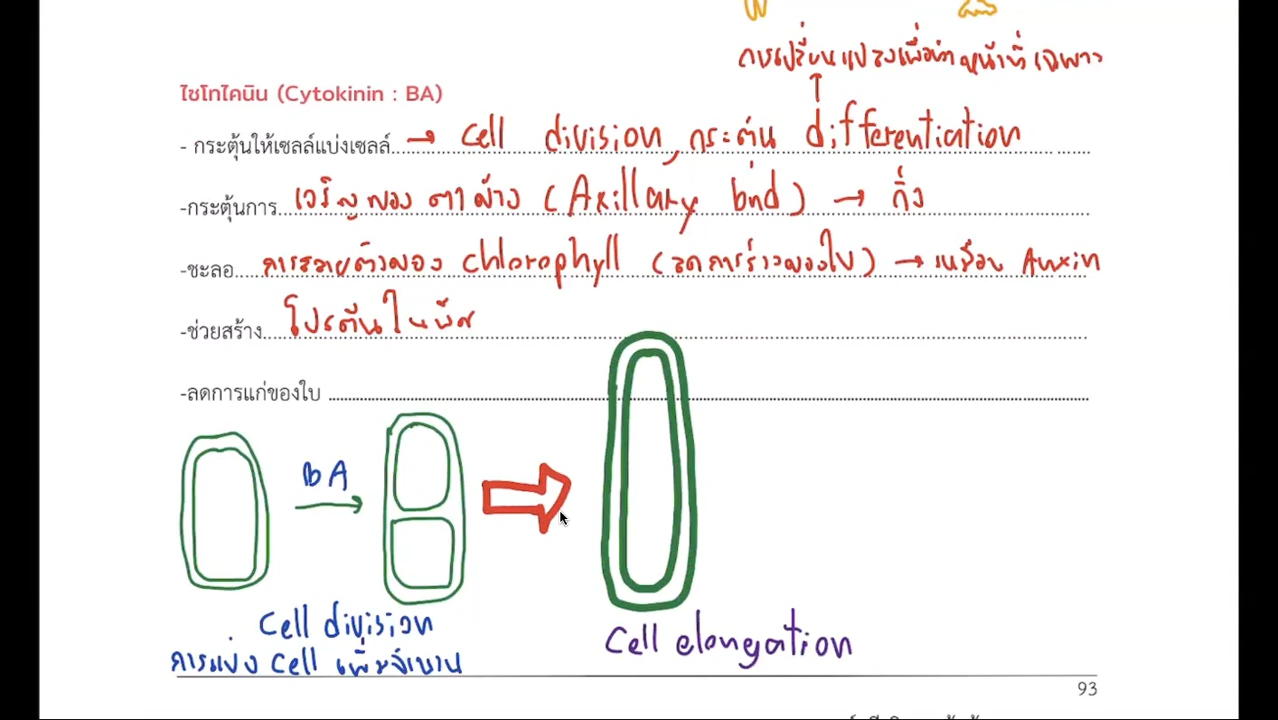 การเปลี่ยนแปลงเพื่อทำหน้าที่เฉพาะ
ไซโทไคนิน (Cytokinin : BA)
- กระตุ้นให้เซลล์แบ่งเซลล์ → cell division, กระตุ้น differentiation
-กระตุ้นการ เจริญของ ตาข้าง (Axillary bud) → กิ่ง
-ชะลอ การสลายตัวของ chlorophyll (ลดการร่วงของใบ) → เหมือน Auxin
-ช่วยสร้าง โปรตีนในพืช
-ลดการแก่ของใบ
BA
Cell division
การแบ่ง Cell เพิ่มจำนวน
Cell elongation
93